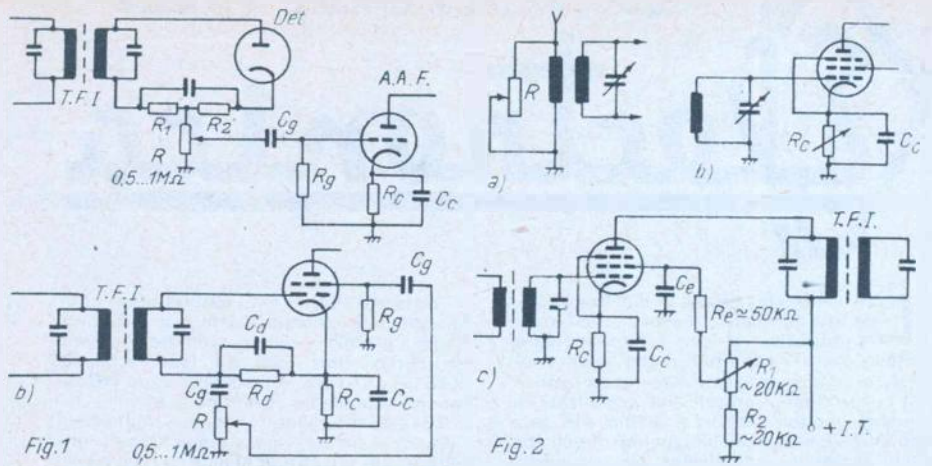 Det
T.F.I.
A.A.F.
R1 R2
Cg
R
0,5...1MΩ
Rg
Rc
Cc
T.F.I.
Cg
Rg
Cd
b)
Cg
Rd
Rc
Cc
R
Fig.1
0,5...1MΩ
R
a)
b)
Rc
Cc
T.F.I.
Ce
Re≃50KΩ
Rc
Cc
c)
R1
~20KΩ
R2
~20KΩ
+ I.T.
Fig.2